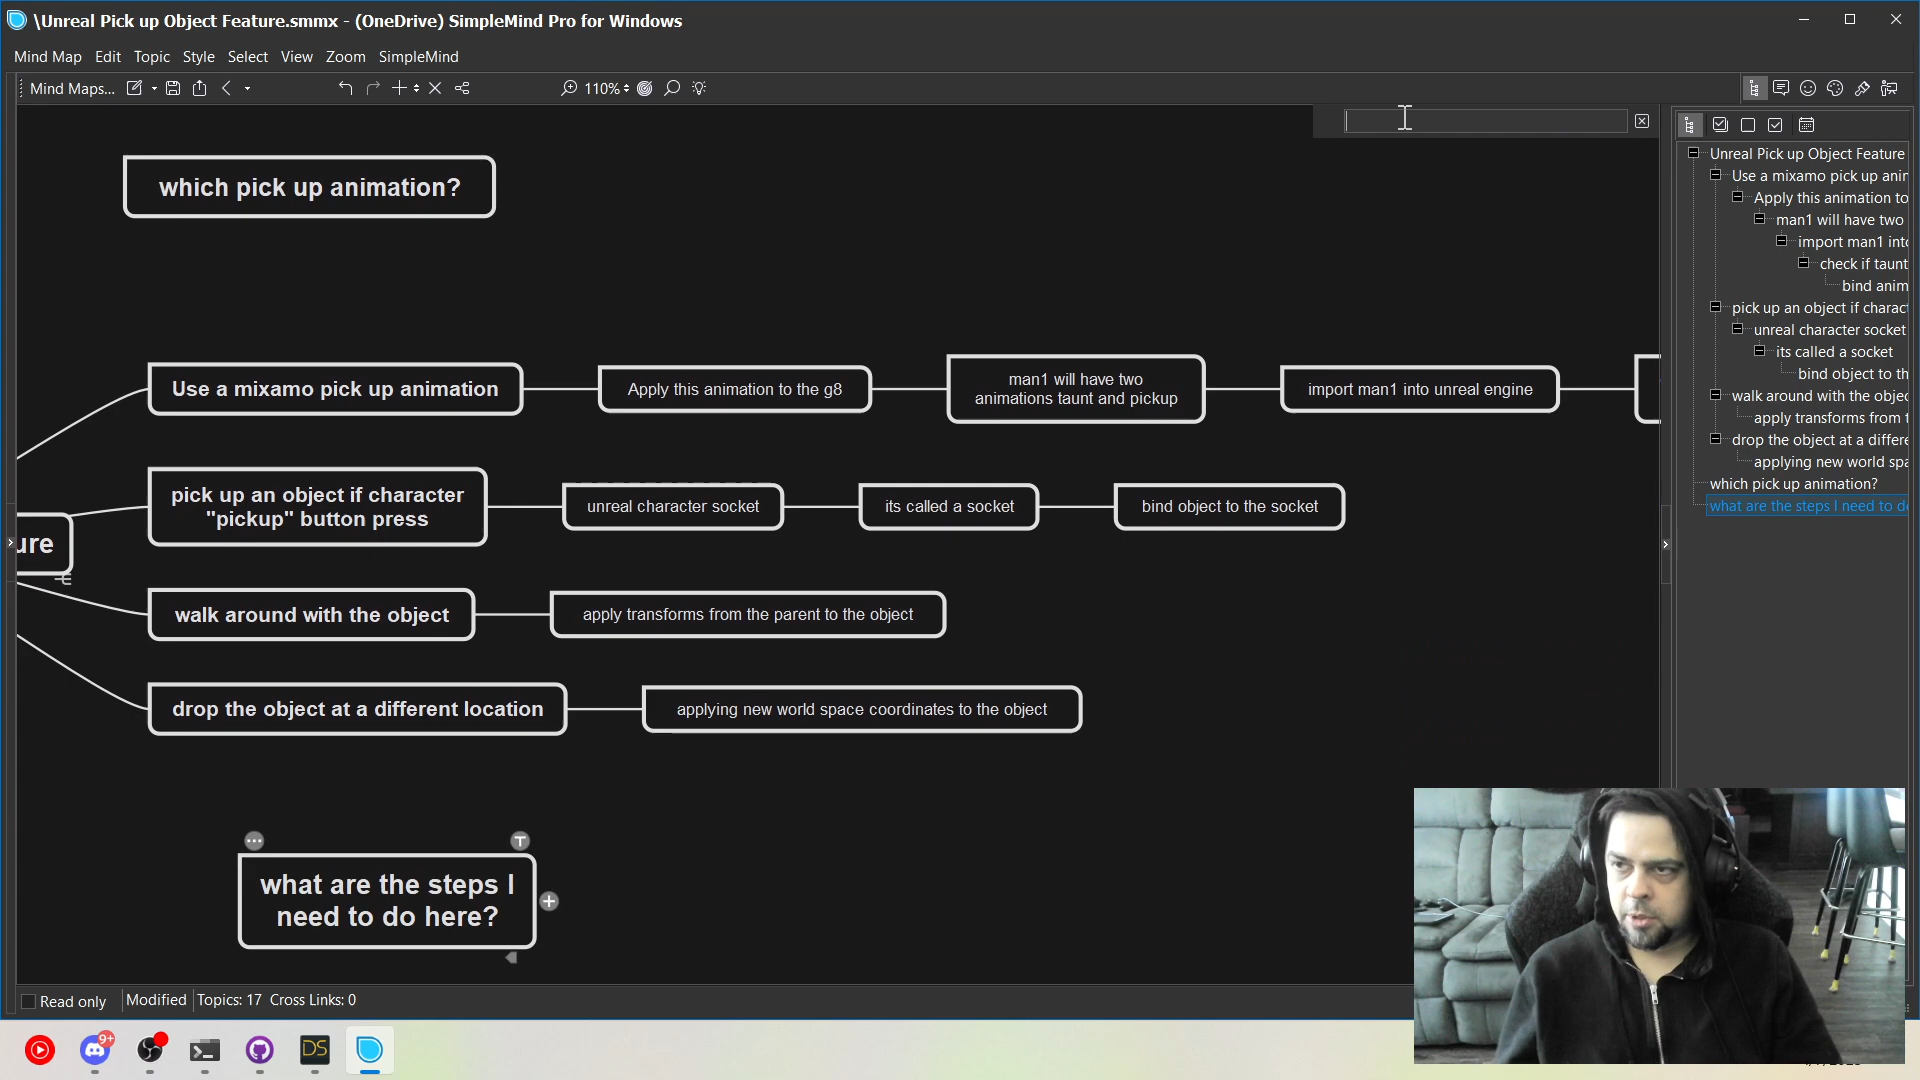 \Unreal Pick up Object Feature.smmx - (OneDrive) SimpleMind Pro for Windows
Mind Map Edit Topic Style Select View Zoom SimpleMind
Mind Maps... 110%
which pick up animation?
Use a mixamo pick up animation
Apply this animation to the g8
man1 will have two
animations taunt and pickup
import man1 into unreal engine
pick up an object if character
"pickup" button press
unreal character socket
its called a socket
bind object to the socket
ure
walk around with the object
apply transforms from the parent to the object
drop the object at a different location
applying new world space coordinates to the object
T
what are the steps I
need to do here?
Unreal Pick up Object Feature
Use a mixamo pick up anir
Apply this animation to
man1 will have two
import man1 into
check if taunt
bind anim
pick up an object if charact
unreal character socket
its called a socket
bind object to th
walk around with the objec
apply transforms from t
drop the object at a differe
applying new world spa
which pick up animation?
what are the steps I need to do
Read only Modified Topics: 17 Cross Links: 0
9+
DS